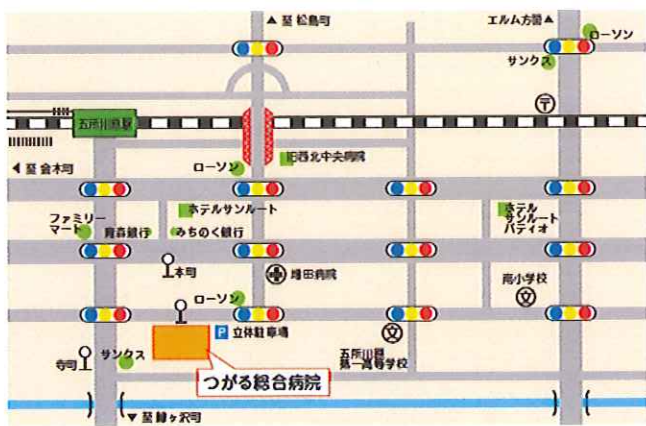 ▲至 松島町
エルム方面▲
ローソン
サンクス
〒
五所川原駅
旧西北中央病院
ローソン
◀至 金木町
ホテルサンルート
ホテル
サンルート
パティオ
ファミリー
マート
青森銀行
みちのく銀行
本町
増田病院
南小学校
文
ローソン
P 立体駐車場
文
五所川原
第一高等学校
寺町
サンクス
つがる総合病院
▼至 鰺ヶ沢町